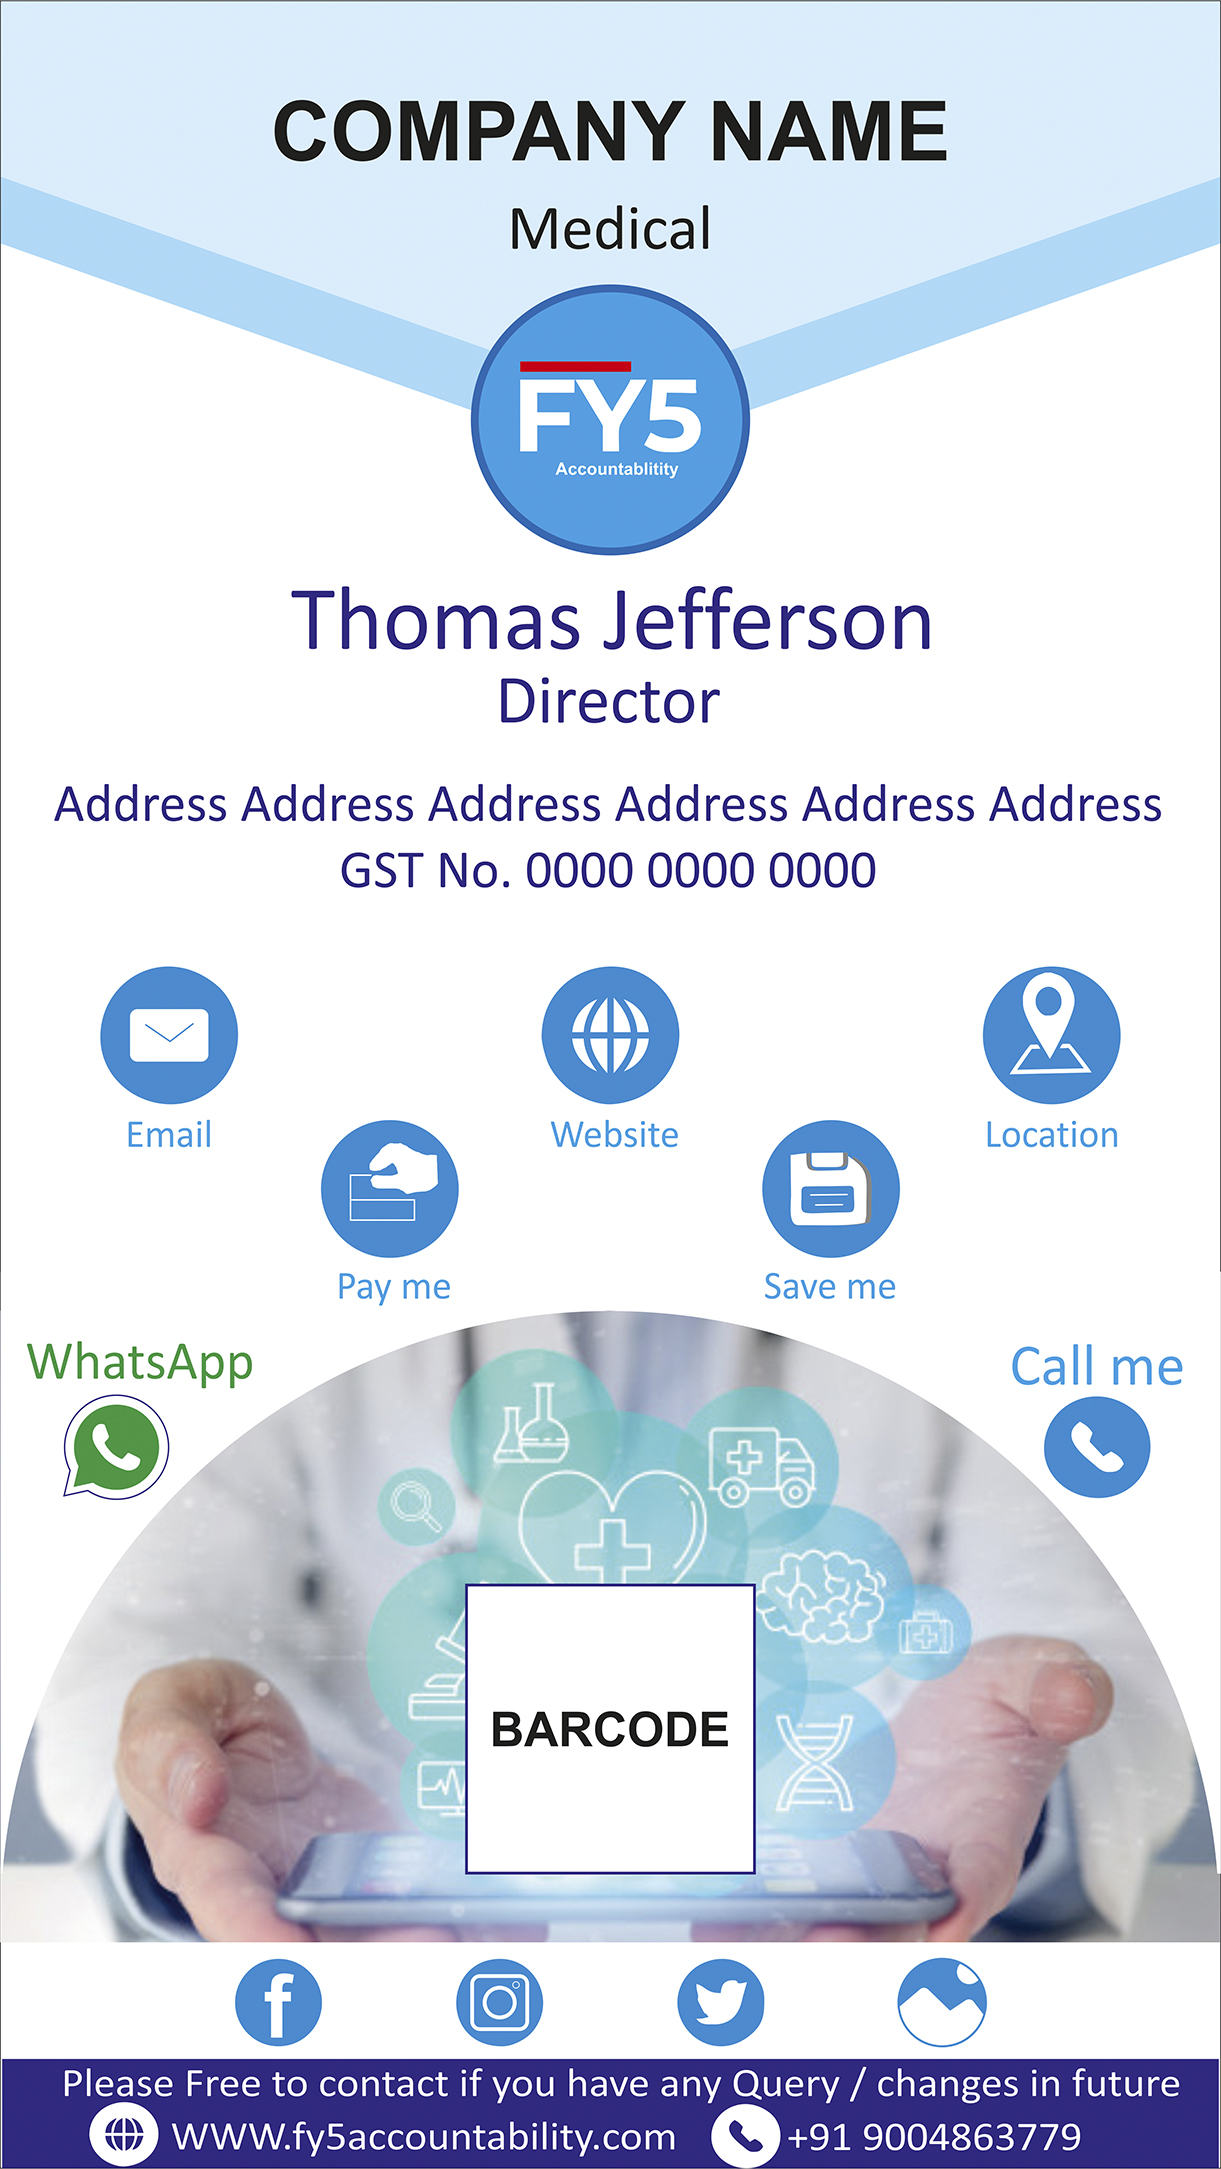 COMPANY NAME
Medical
FY5
Accountablitity
Thomas Jefferson
Director
Address Address Address Address Address Address
GST No. 0000 0000 0000
Email
Website
Location
Pay me
Save me
WhatsApp
Call me
BARCODE
Please Free to contact if you have any Query / changes in future
WWW.fy5accountability.com +91 9004863779